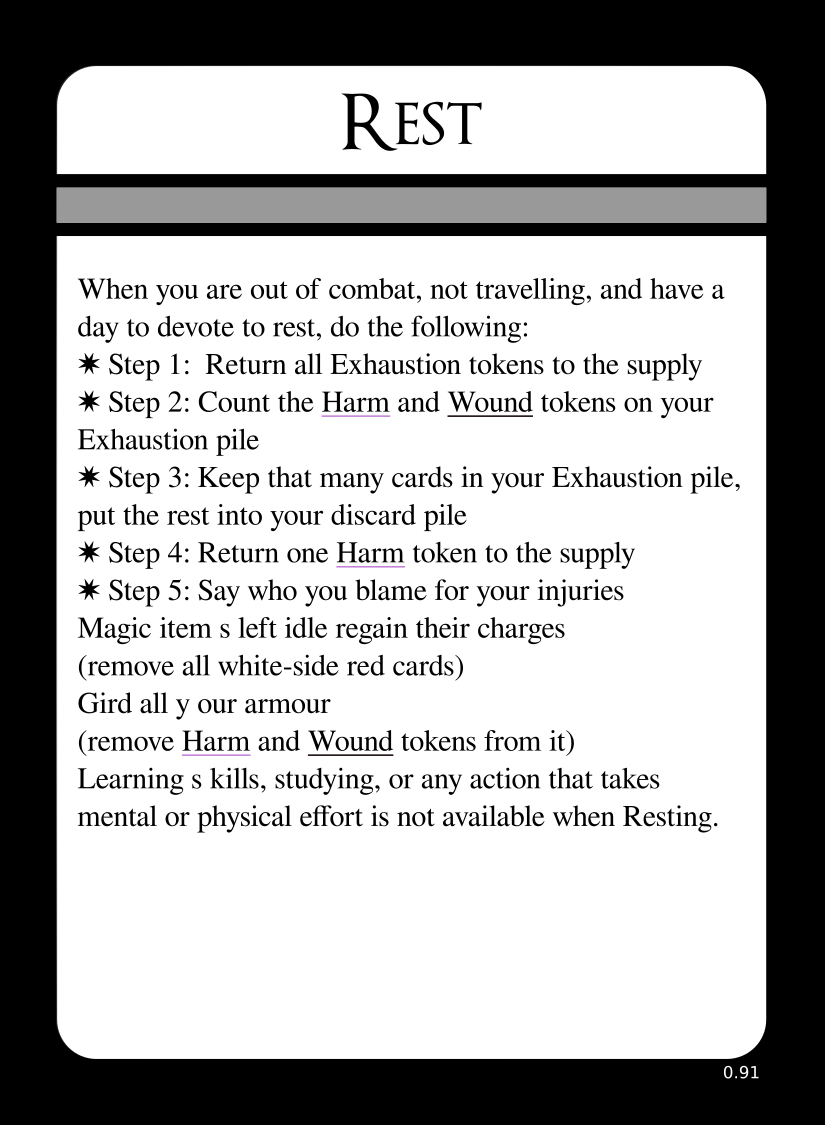 REST
When you are out of combat, not travelling, and have a
day to devote to rest, do the following:
✷ Step 1:  Return all Exhaustion tokens to the supply
✷ Step 2: Count the Harm and Wound tokens on your
Exhaustion pile
✷ Step 3: Keep that many cards in your Exhaustion pile,
put the rest into your discard pile
✷ Step 4: Return one Harm token to the supply
✷ Step 5: Say who you blame for your injuries
Magic item s left idle regain their charges
(remove all white-side red cards)
Gird all y our armour
(remove Harm and Wound tokens from it)
Learning s kills, studying, or any action that takes
mental or physical effort is not available when Resting.
0.91